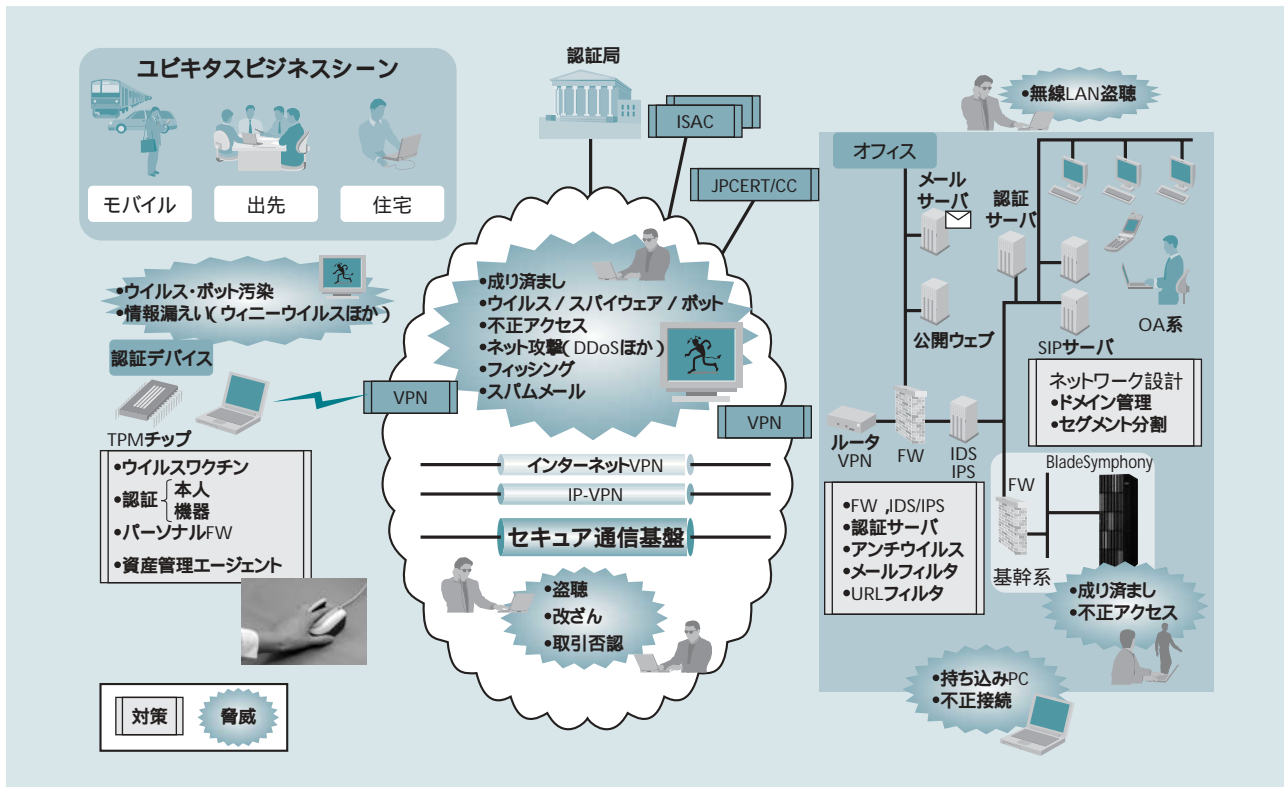 ユビキタスビジネスシーン
モバイル
出先
住宅
認証局
ISAC
JPCERT/CC
•無線LAN盗聴
オフィス
メール
サーバ
認証
サーバ
公開ウェブ
SIPサーバ
OA系
•ウイルス・ボット汚染
•情報漏えい(ウィニーウイルスほか)
認証デバイス
TPMチップ
VPN
•成り済まし
•ウイルス / スパイウェア / ボット
•不正アクセス
•ネット攻撃(DDoSほか)
•フィッシング
•スパムメール
VPN
ネットワーク設計
•ドメイン管理
•セグメント分割
ルータ
VPN
FW
IDS
IPS
•ウイルスワクチン
•認証{本人
機器
•パーソナルFW
•資産管理エージェント
インターネットVPN
IP-VPN
セキュア通信基盤
•盗聴
•改ざん
•取引否認
•FW ,IDS/IPS
•認証サーバ
•アンチウイルス
•メールフィルタ
•URLフィルタ
FW
BladeSymphony
基幹系
•成り済まし
•不正アクセス
•持ち込みPC
•不正接続
対策
脅威